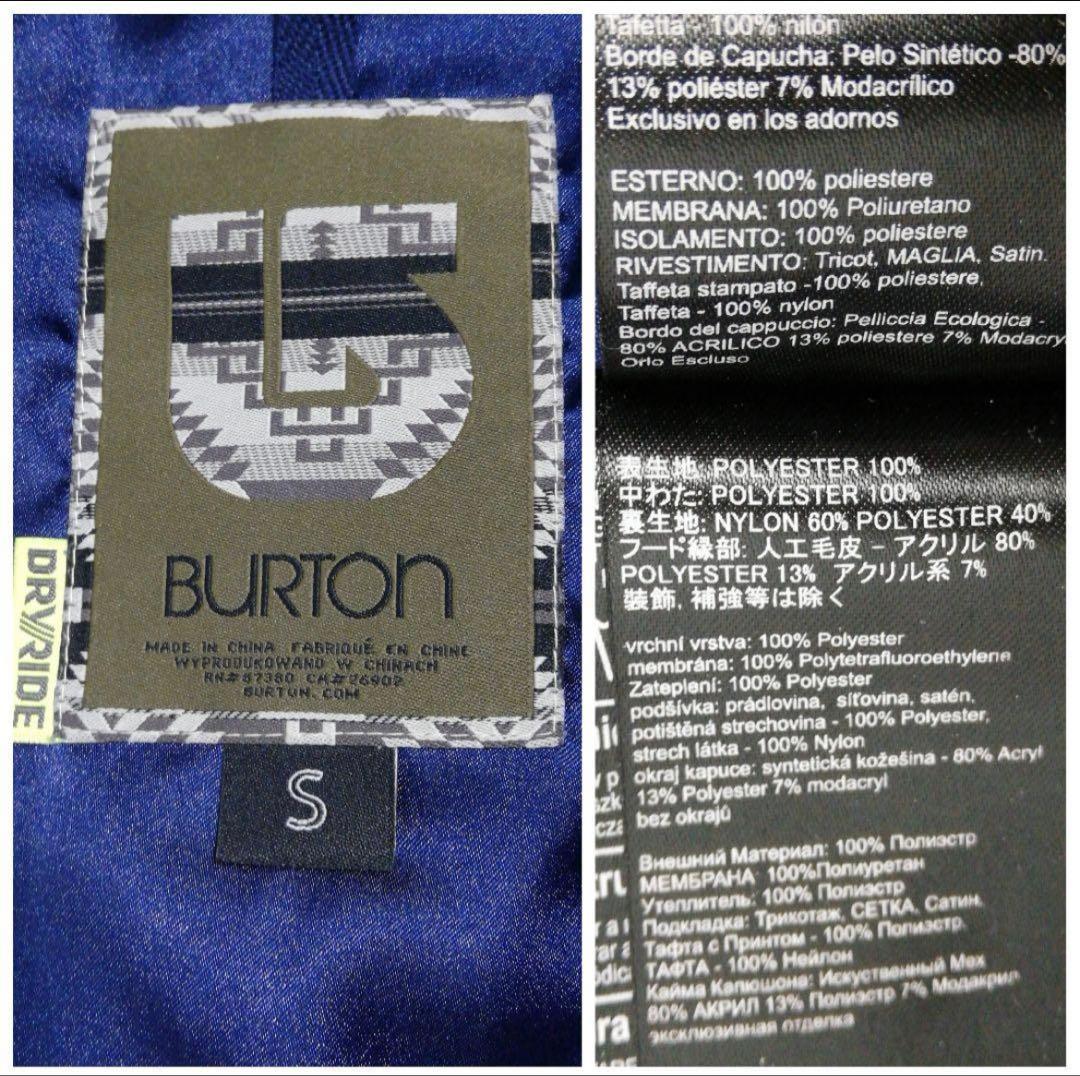 BURTON
MADE IN CHINA FABRIQUÉ EN CHINE
WYPRODUKOWANO W CHINACH
RN#87380 CA#26902
BURTON.COM
DRY//RIDE
S
Tafetta - 100% nilón
Borde de Capucha: Pelo Sintético -80%
13% poliéster 7% Modacrílico
Exclusivo en los adornos
ESTERNO: 100% poliestere
MEMBRANA: 100% Poliuretano
ISOLAMENTO: 100% poliestere
RIVESTIMENTO: Tricot, MAGLIA, Satin.
Taffeta stampato -100% poliestere,
Taffeta - 100% nylon
Bordo del cappuccio: Pelliccia Ecologica -
80% ACRILICO 13% poliestere 7% Modacry
Orlo Escluso
表生地: POLYESTER 100%
中わた: POLYESTER 100%
裏生地: NYLON 60% POLYESTER 40%
フード縁部: 人工毛皮 - アクリル 80%
POLYESTER 13% アクリル系 7%
装飾, 補強等は除く
vrchní vrstva: 100% Polyester
membrána: 100% Polytetrafluoroethylene
Zateplení: 100% Polyester
podšívka: prádlovina, síťovina, satén,
potištěná strechovina - 100% Polyester,
strech látka - 100% Nylon
okraj kapuce: syntetická kožešina - 80% Acryl
13% Polyester 7% modacryl
bez okrajů
Внешний Материал: 100% Полиэстр
МЕМБРАНА 100%Полиуретан
Утеплитель: 100% Полиэстр
Подкладка: Трикотаж, СЕТКА, Сатин,
Тафта с Принтом - 100% Полиэстр,
ТАФТА - 100% Нейлон
Кайма Капюшона: Искуственный Мех
80% АКРИЛ 13% Полиэстр 7% Модакрил
эксклюзивная отделка